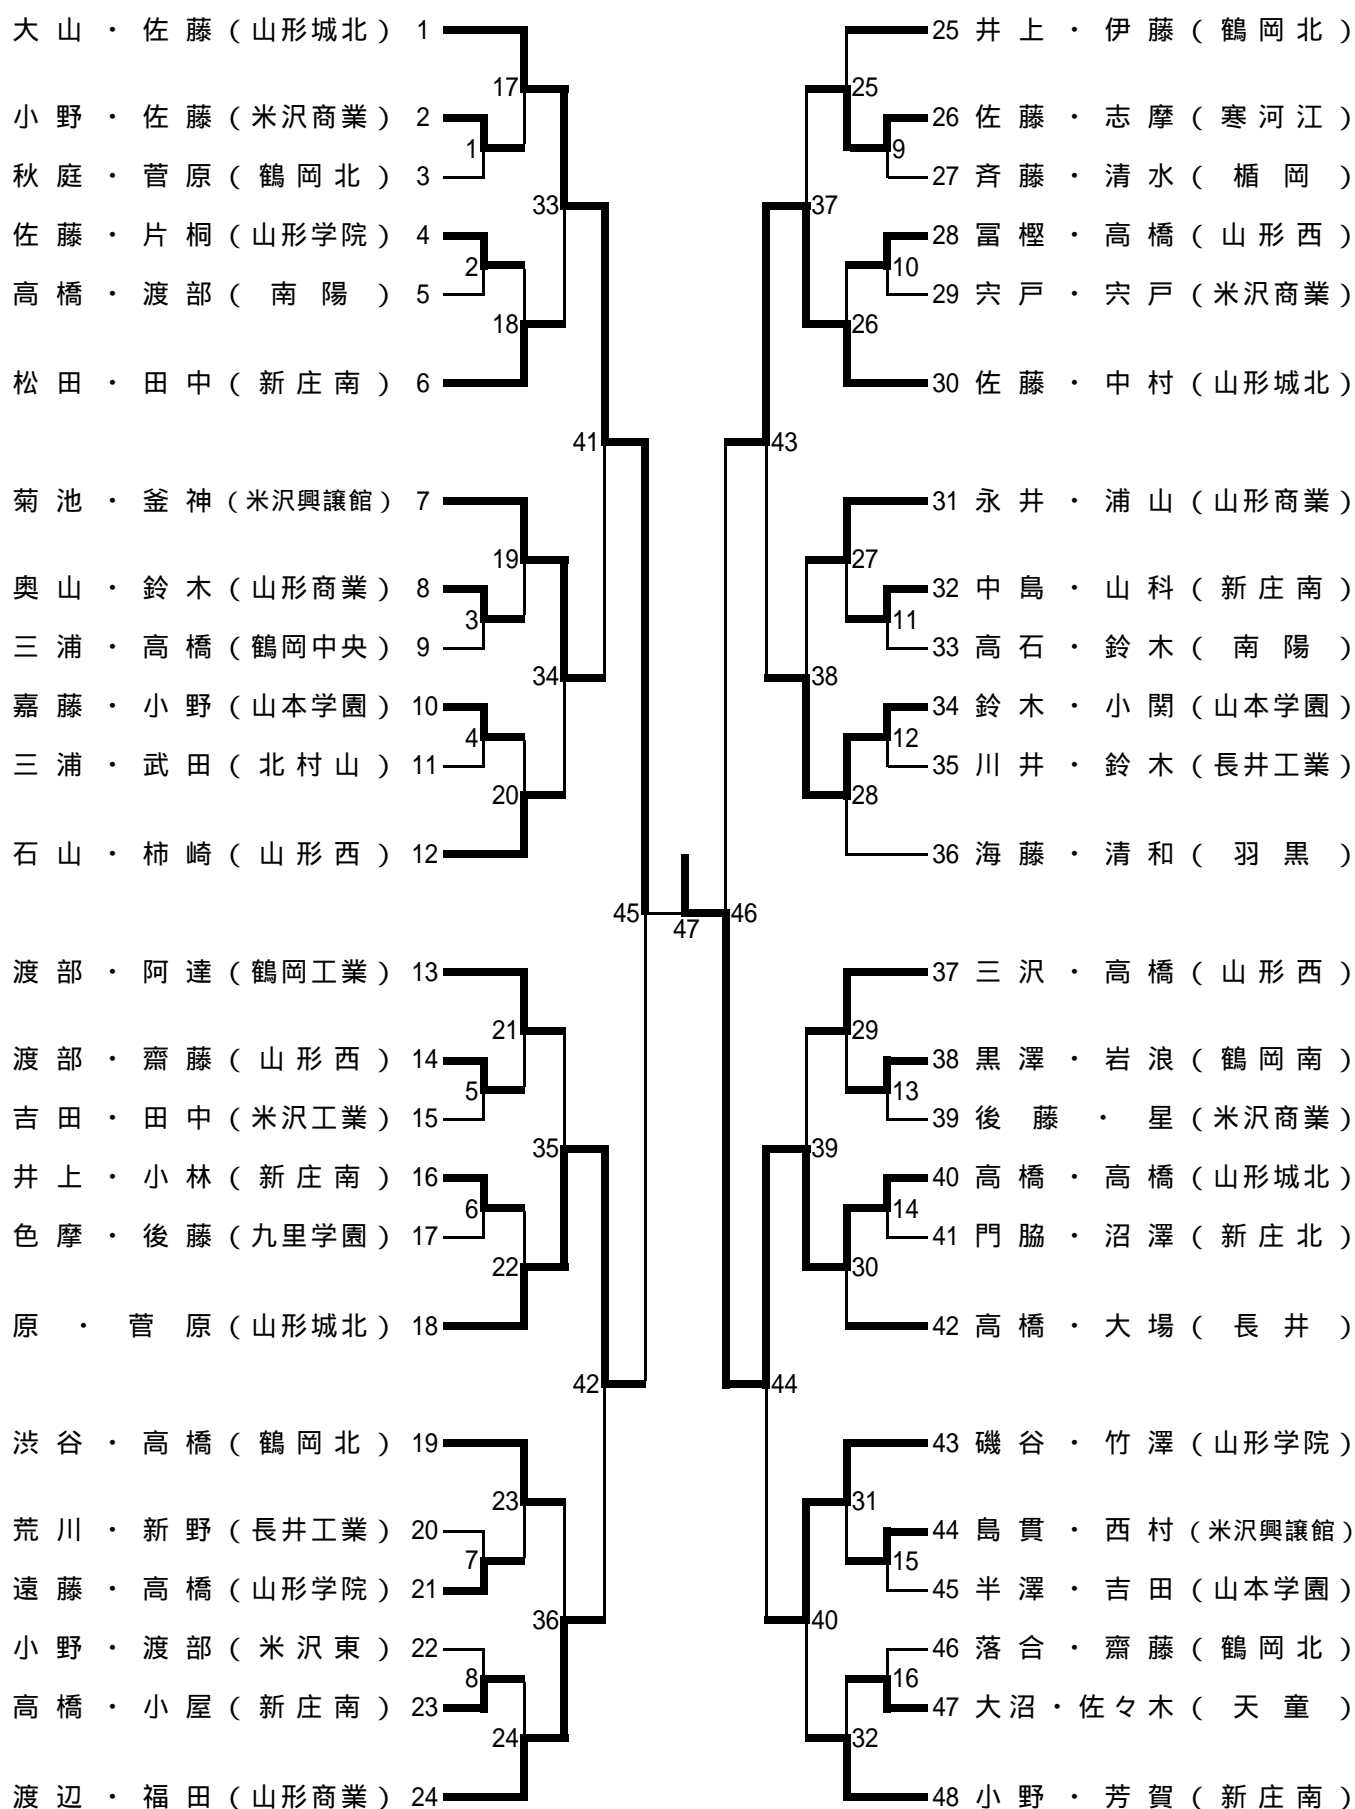 大山・佐藤(山形城北) 1
小野・佐藤(米沢商業) 2
秋庭・菅原(鶴岡北) 3
佐藤・片桐(山形学院) 4
高橋・渡部(南陽) 5
松田・田中(新庄南) 6
菊池・釜神(米沢興譲館) 7
奥山・鈴木(山形商業) 8
三浦・高橋(鶴岡中央) 9
嘉藤・小野(山本学園) 10
三浦・武田(北村山) 11
石山・柿崎(山形西) 12
渡部・阿達(鶴岡工業) 13
渡部・齋藤(山形西) 14
吉田・田中(米沢工業) 15
井上・小林(新庄南) 16
色摩・後藤(九里学園) 17
原・菅原(山形城北) 18
渋谷・高橋(鶴岡北) 19
荒川・新野(長井工業) 20
遠藤・高橋(山形学院) 21
小野・渡部(米沢東) 22
高橋・小屋(新庄南) 23
渡辺・福田(山形商業) 24
17
1
33
2
18
41
19
3
34
4
20
45
21
5
35
6
22
42
23
7
36
8
24
47
46
25
9
37
10
26
43
27
11
38
12
28
29
13
39
14
30
44
31
15
40
16
32
25 井上・伊藤(鶴岡北)
26 佐藤・志摩(寒河江)
27 斉藤・清水(楯岡)
28 冨樫・高橋(山形西)
29 宍戸・宍戸(米沢商業)
30 佐藤・中村(山形城北)
31 永井・浦山(山形商業)
32 中島・山科(新庄南)
33 高石・鈴木(南陽)
34 鈴木・小関(山本学園)
35 川井・鈴木(長井工業)
36 海藤・清和(羽黒)
37 三沢・高橋(山形西)
38 黒澤・岩浪(鶴岡南)
39 後藤・星(米沢商業)
40 高橋・高橋(山形城北)
41 門脇・沼澤(新庄北)
42 高橋・大場(長井)
43 磯谷・竹澤(山形学院)
44 島貫・西村(米沢興譲館)
45 半澤・吉田(山本学園)
46 落合・齋藤(鶴岡北)
47 大沼・佐々木(天童)
48 小野・芳賀(新庄南)